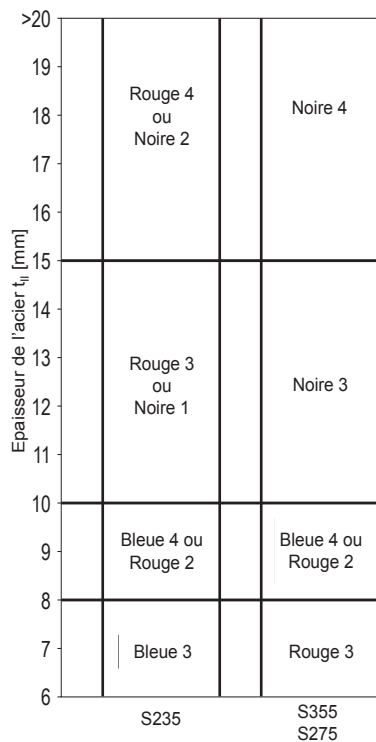 >20
19
18
17
16
15
14
13
12
11
10
9
8
7
6
Epaisseur de l'acier tII [mm]
Rouge 4
ou
Noire 2
Noire 4
Rouge 3
ou
Noire 1
Noire 3
Bleue 4 ou
Rouge 2
Bleue 4 ou
Rouge 2
Bleue 3
Rouge 3
S235
S355
S275